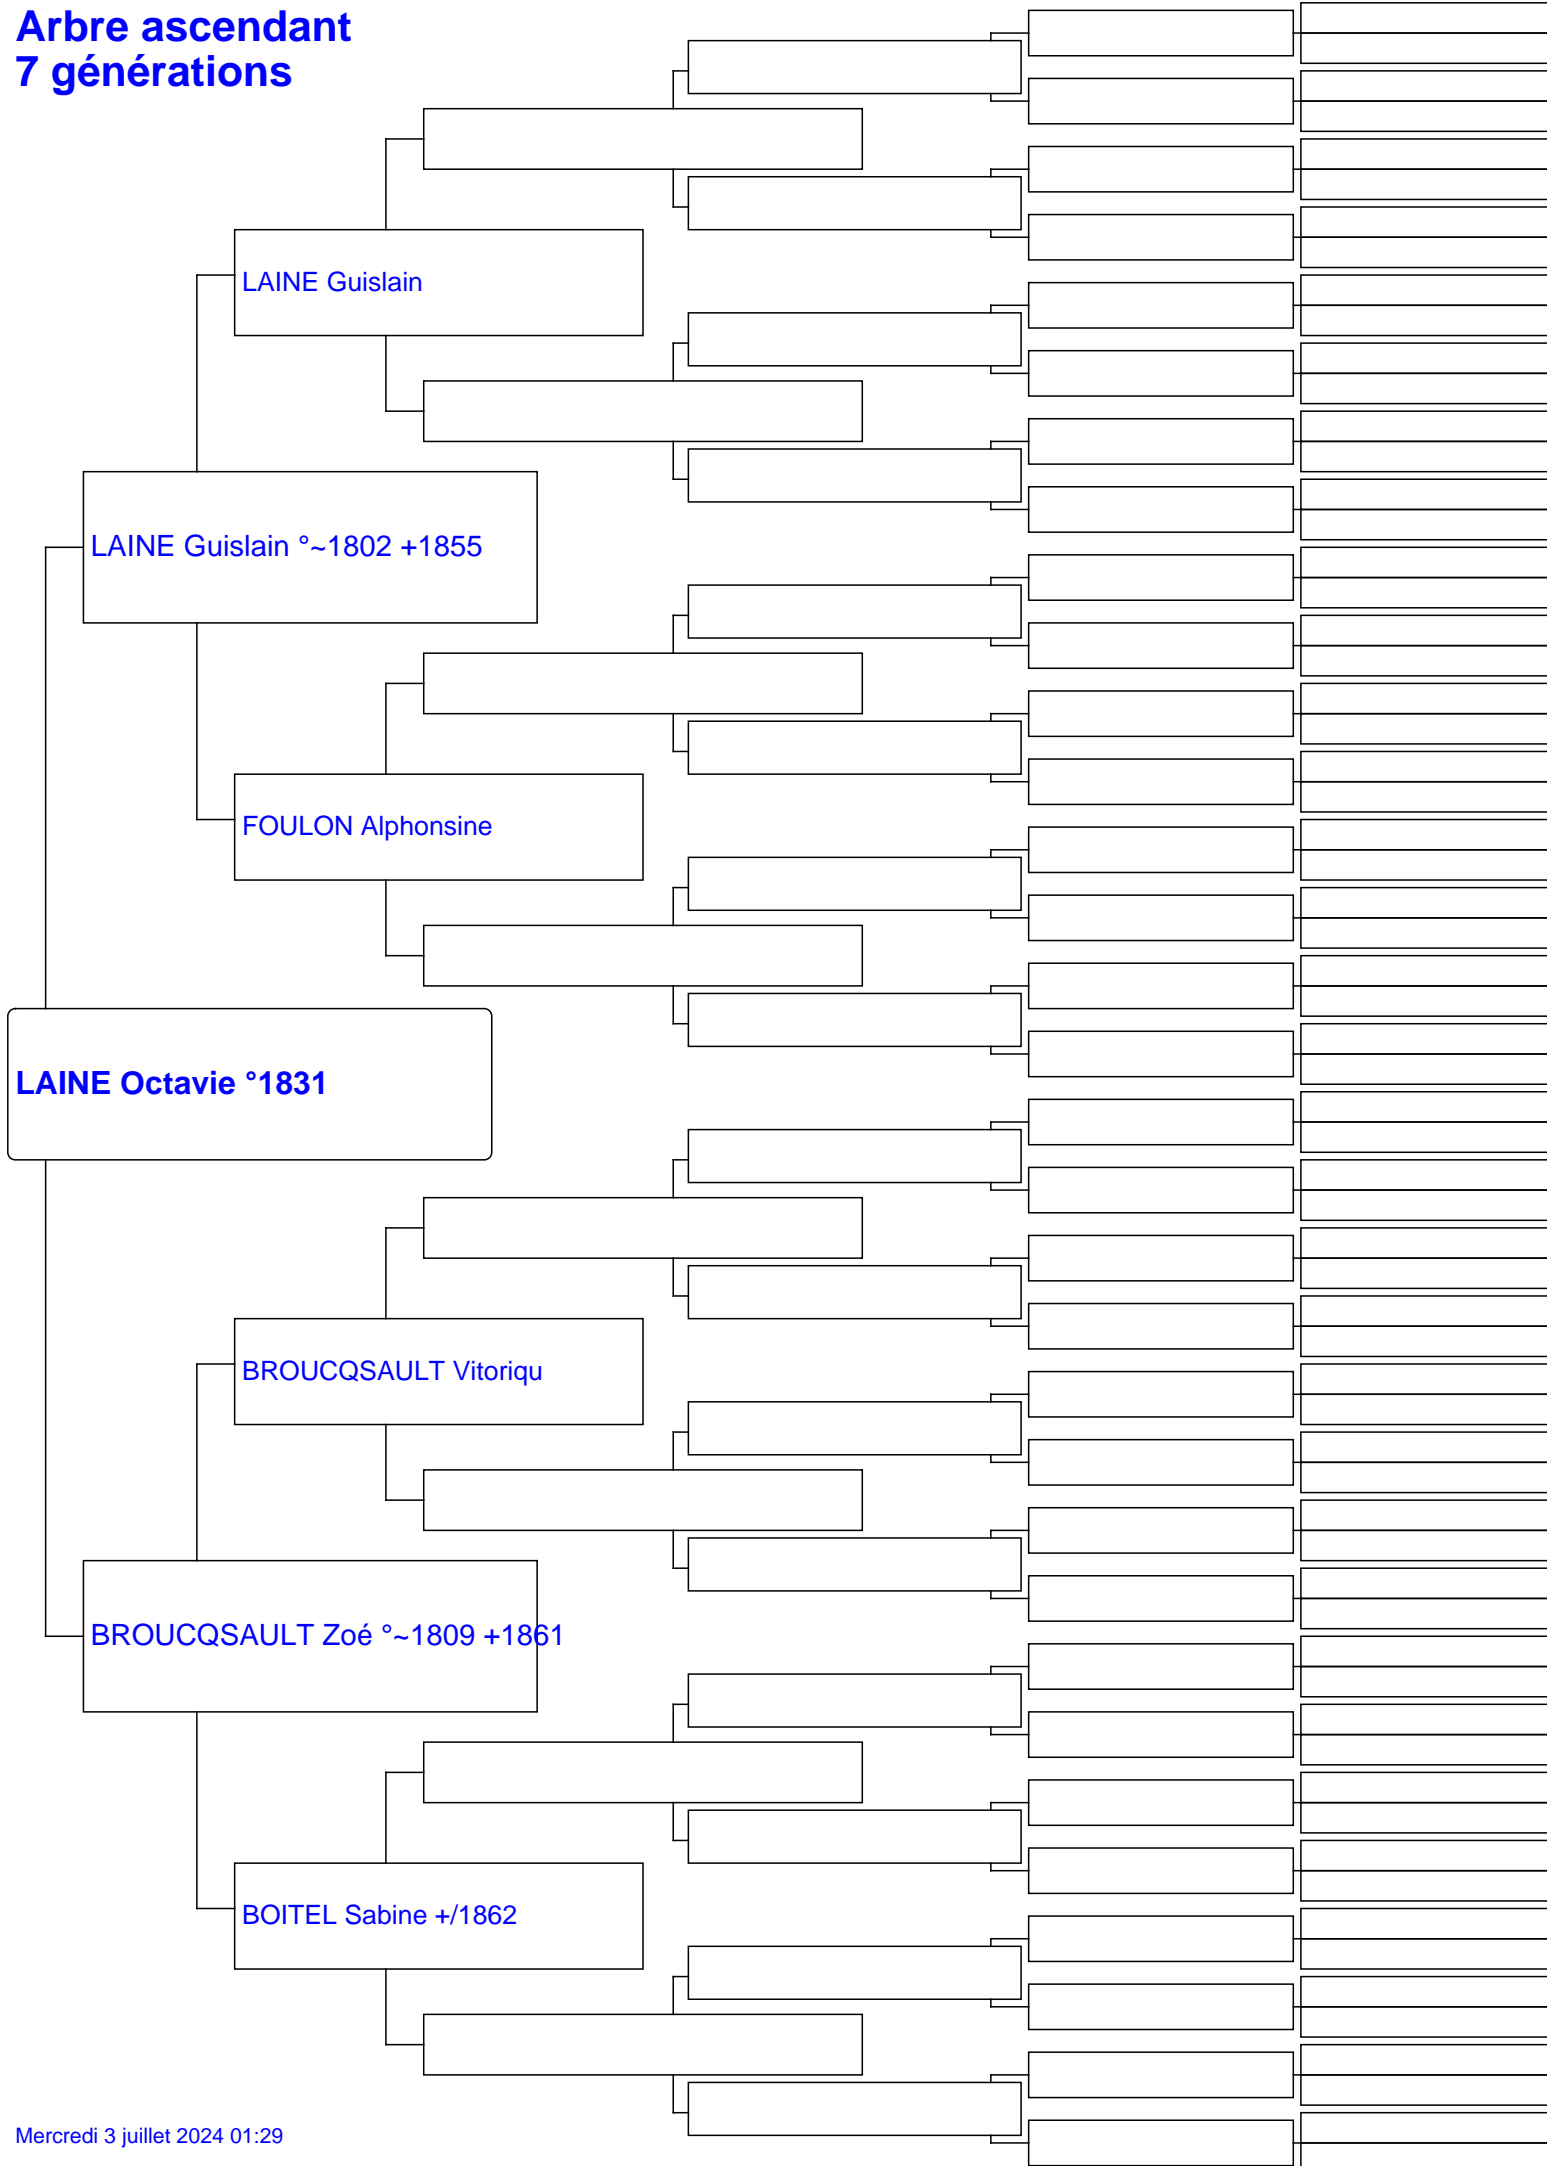 Arbre ascendant
7 générations
LAINE Guislain
LAINE Guislain °~1802 +1855
FOULON Alphonsine
LAINE Octavie °1831
BROUCQSAULT Vitoriqu
BROUCQSAULT Zoé °~1809 +1861
BOITEL Sabine +/1862
Mercredi 3 juillet 2024 01:29